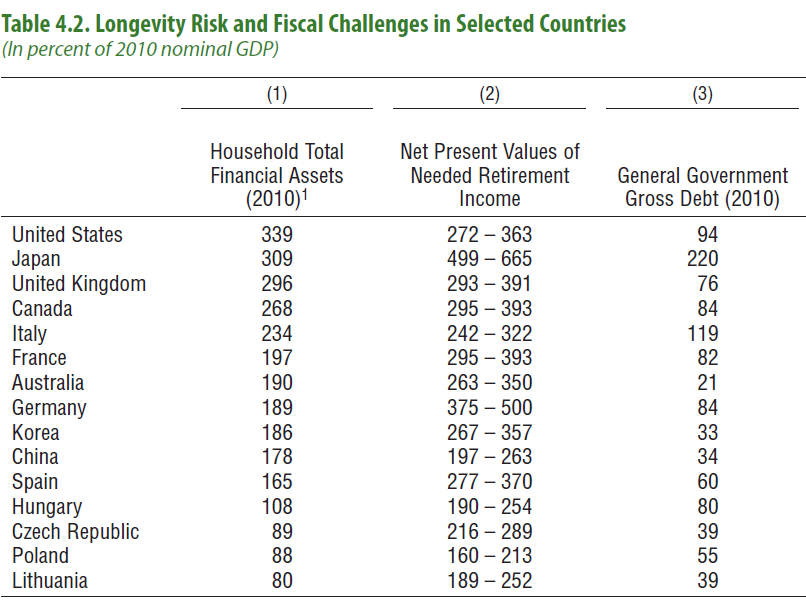 Table 4.2. Longevity Risk and Fiscal Challenges in Selected Countries
(In percent of 2010 nominal GDP)
(1) (2) (3)
Household Total Net Present Values of
Financial Assets Needed Retirement General Government
(2010)1 Income Gross Debt (2010)
United States 339 272 – 363 94
Japan 309 499 – 665 220
United Kingdom 296 293 – 391 76
Canada 268 295 – 393 84
Italy 234 242 – 322 119
France 197 295 – 393 82
Australia 190 263 – 350 21
Germany 189 375 – 500 84
Korea 186 267 – 357 33
China 178 197 – 263 34
Spain 165 277 – 370 60
Hungary 108 190 – 254 80
Czech Republic 89 216 – 289 39
Poland 88 160 – 213 55
Lithuania 80 189 – 252 39